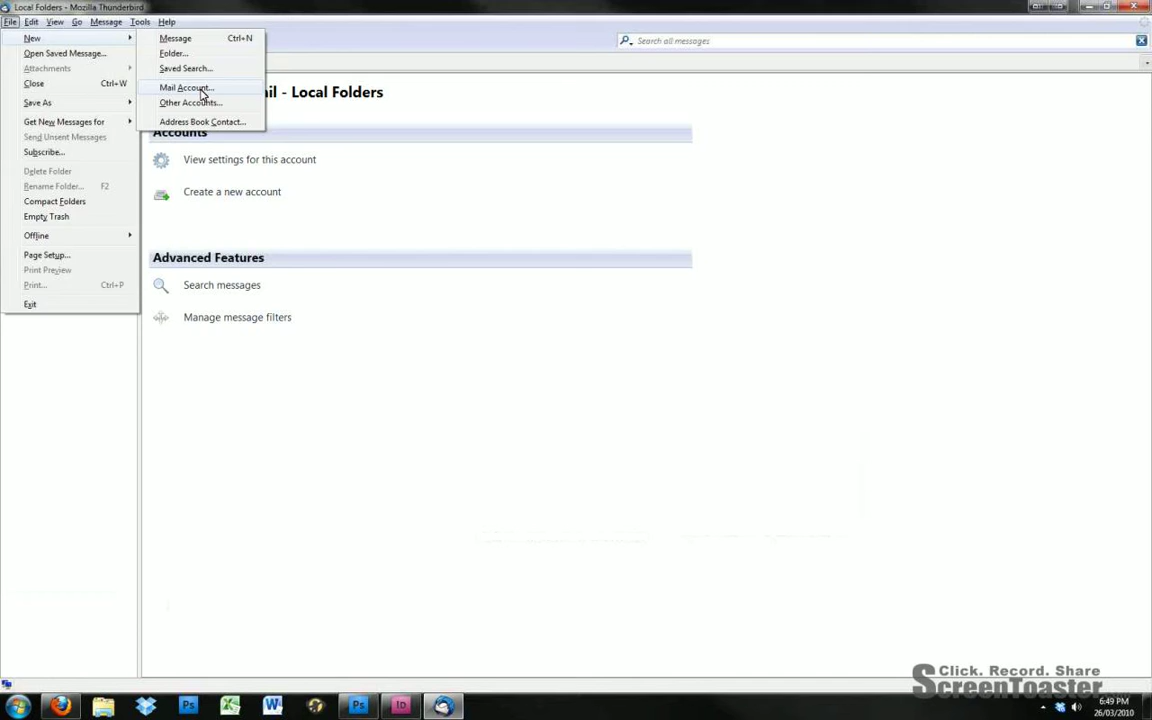 Local Folders - Mozilla Thunderbird
File Edit View Go Message Tools Help
New
Open Saved Message...
Attachments
Close Ctrl+W
Save As
Get New Messages for
Send Unsent Messages
Subscribe...
Delete Folder
Rename Folder... F2
Compact Folders
Empty Trash
Offline
Page Setup...
Print Preview
Print... Ctrl+P
Exit
Message Ctrl+N
Folder...
Saved Search...
Mail Account...
Other Accounts...
Address Book Contact...
Search all messages
ail - Local Folders
Accounts
View settings for this account
Create a new account
Advanced Features
Search messages
Manage message filters
Click. Record. Share
ScreenToaster
Ps
W
Ps
Id
6:49 PM
26/03/2010